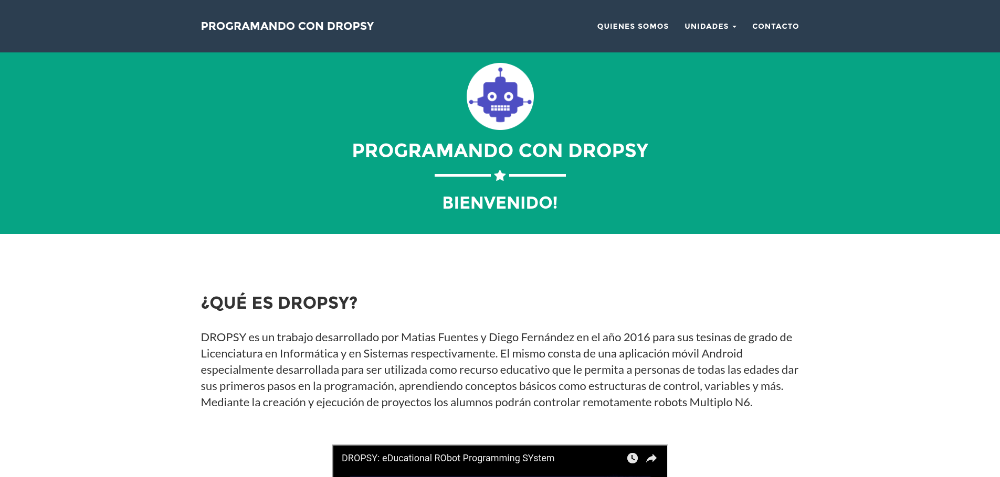 PROGRAMANDO CON DROPSY
QUIENES SOMOS
UNIDADES
CONTACTO
PROGRAMANDO CON DROPSY
BIENVENIDO!
¿QUÉ ES DROPSY?
DROPSY es un trabajo desarrollado por Matias Fuentes y Diego Fernández en el año 2016 para sus tesinas de grado de
Licenciatura en Informática y en Sistemas respectivamente. El mismo consta de una aplicación móvil Android
especialmente desarrollada para ser utilizada como recurso educativo que le permita a personas de todas las edades dar
sus primeros pasos en la programación, aprendiendo conceptos básicos como estructuras de control, variables y más.
Mediante la creación y ejecución de proyectos los alumnos podrán controlar remotamente robots Multiplo N6.
DROPSY: eDucational RObot Programming SYstem